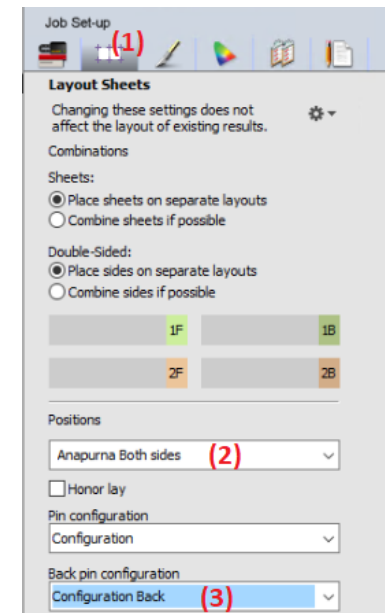 Job Set-up
(1)
Layout Sheets
Changing these settings does not
affect the layout of existing results.
Combinations
Sheets:
Place sheets on separate layouts
Combine sheets if possible
Double-Sided:
Place sides on separate layouts
Combine sides if possible
1F 1B
2F 2B
Positions
Anapurna Both sides (2)
Honor lay
Pin configuration
Configuration
Back pin configuration
Configuration Back (3)